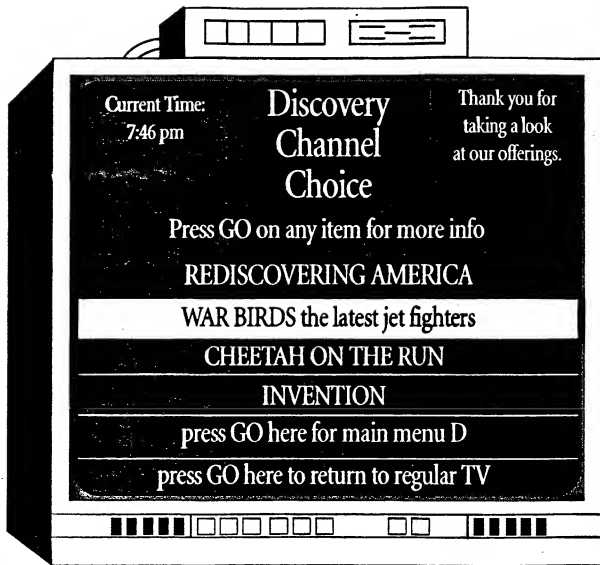 Current Time:
7:46 pm
Discovery
Channel
Choice
Thank you for
taking a look
at our offerings.
Press GO on any item for more info
REDISCOVERING AMERICA
WAR BIRDS the latest jet fighters
CHEETAH ON THE RUN
INVENTION
press GO here for main menu D
press GO here to return to regular TV